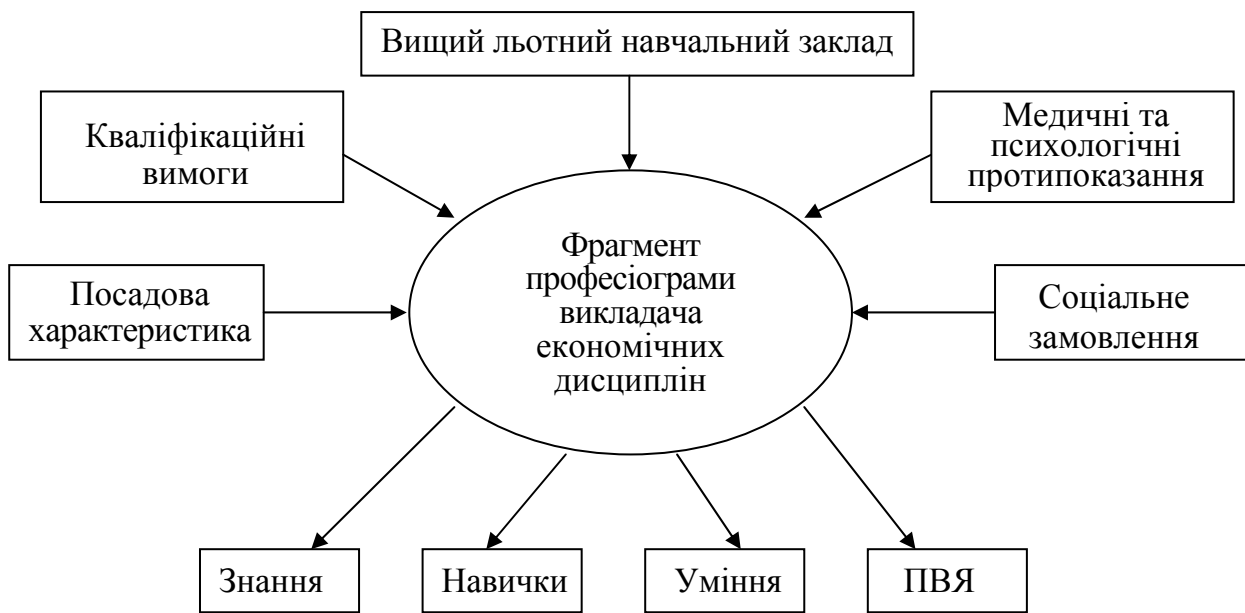 Вищий льотний навчальний заклад
Кваліфікаційні
вимоги
Медичні та
психологічні
протипоказання
Фрагмент
професіограми
викладача
економічних
дисциплін
Посадова
характеристика
Соціальне
замовлення
Знання
Навички
Уміння
ПВЯ